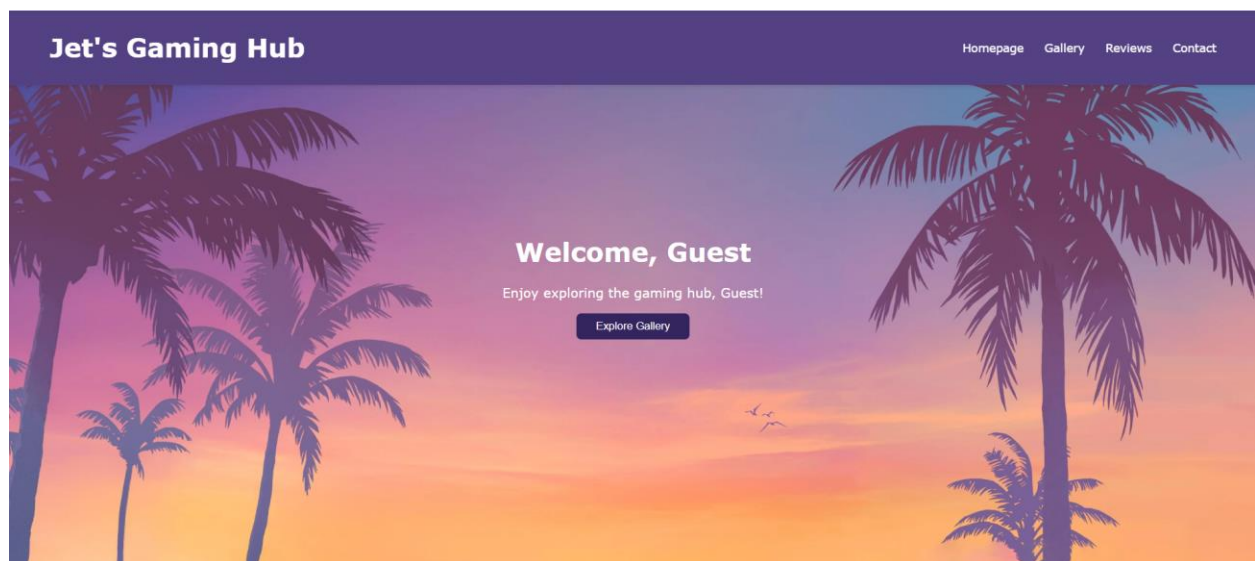 Jet's Gaming Hub
Homepage Gallery Reviews Contact
Welcome, Guest
Enjoy exploring the gaming hub, Guest!
Explore Gallery